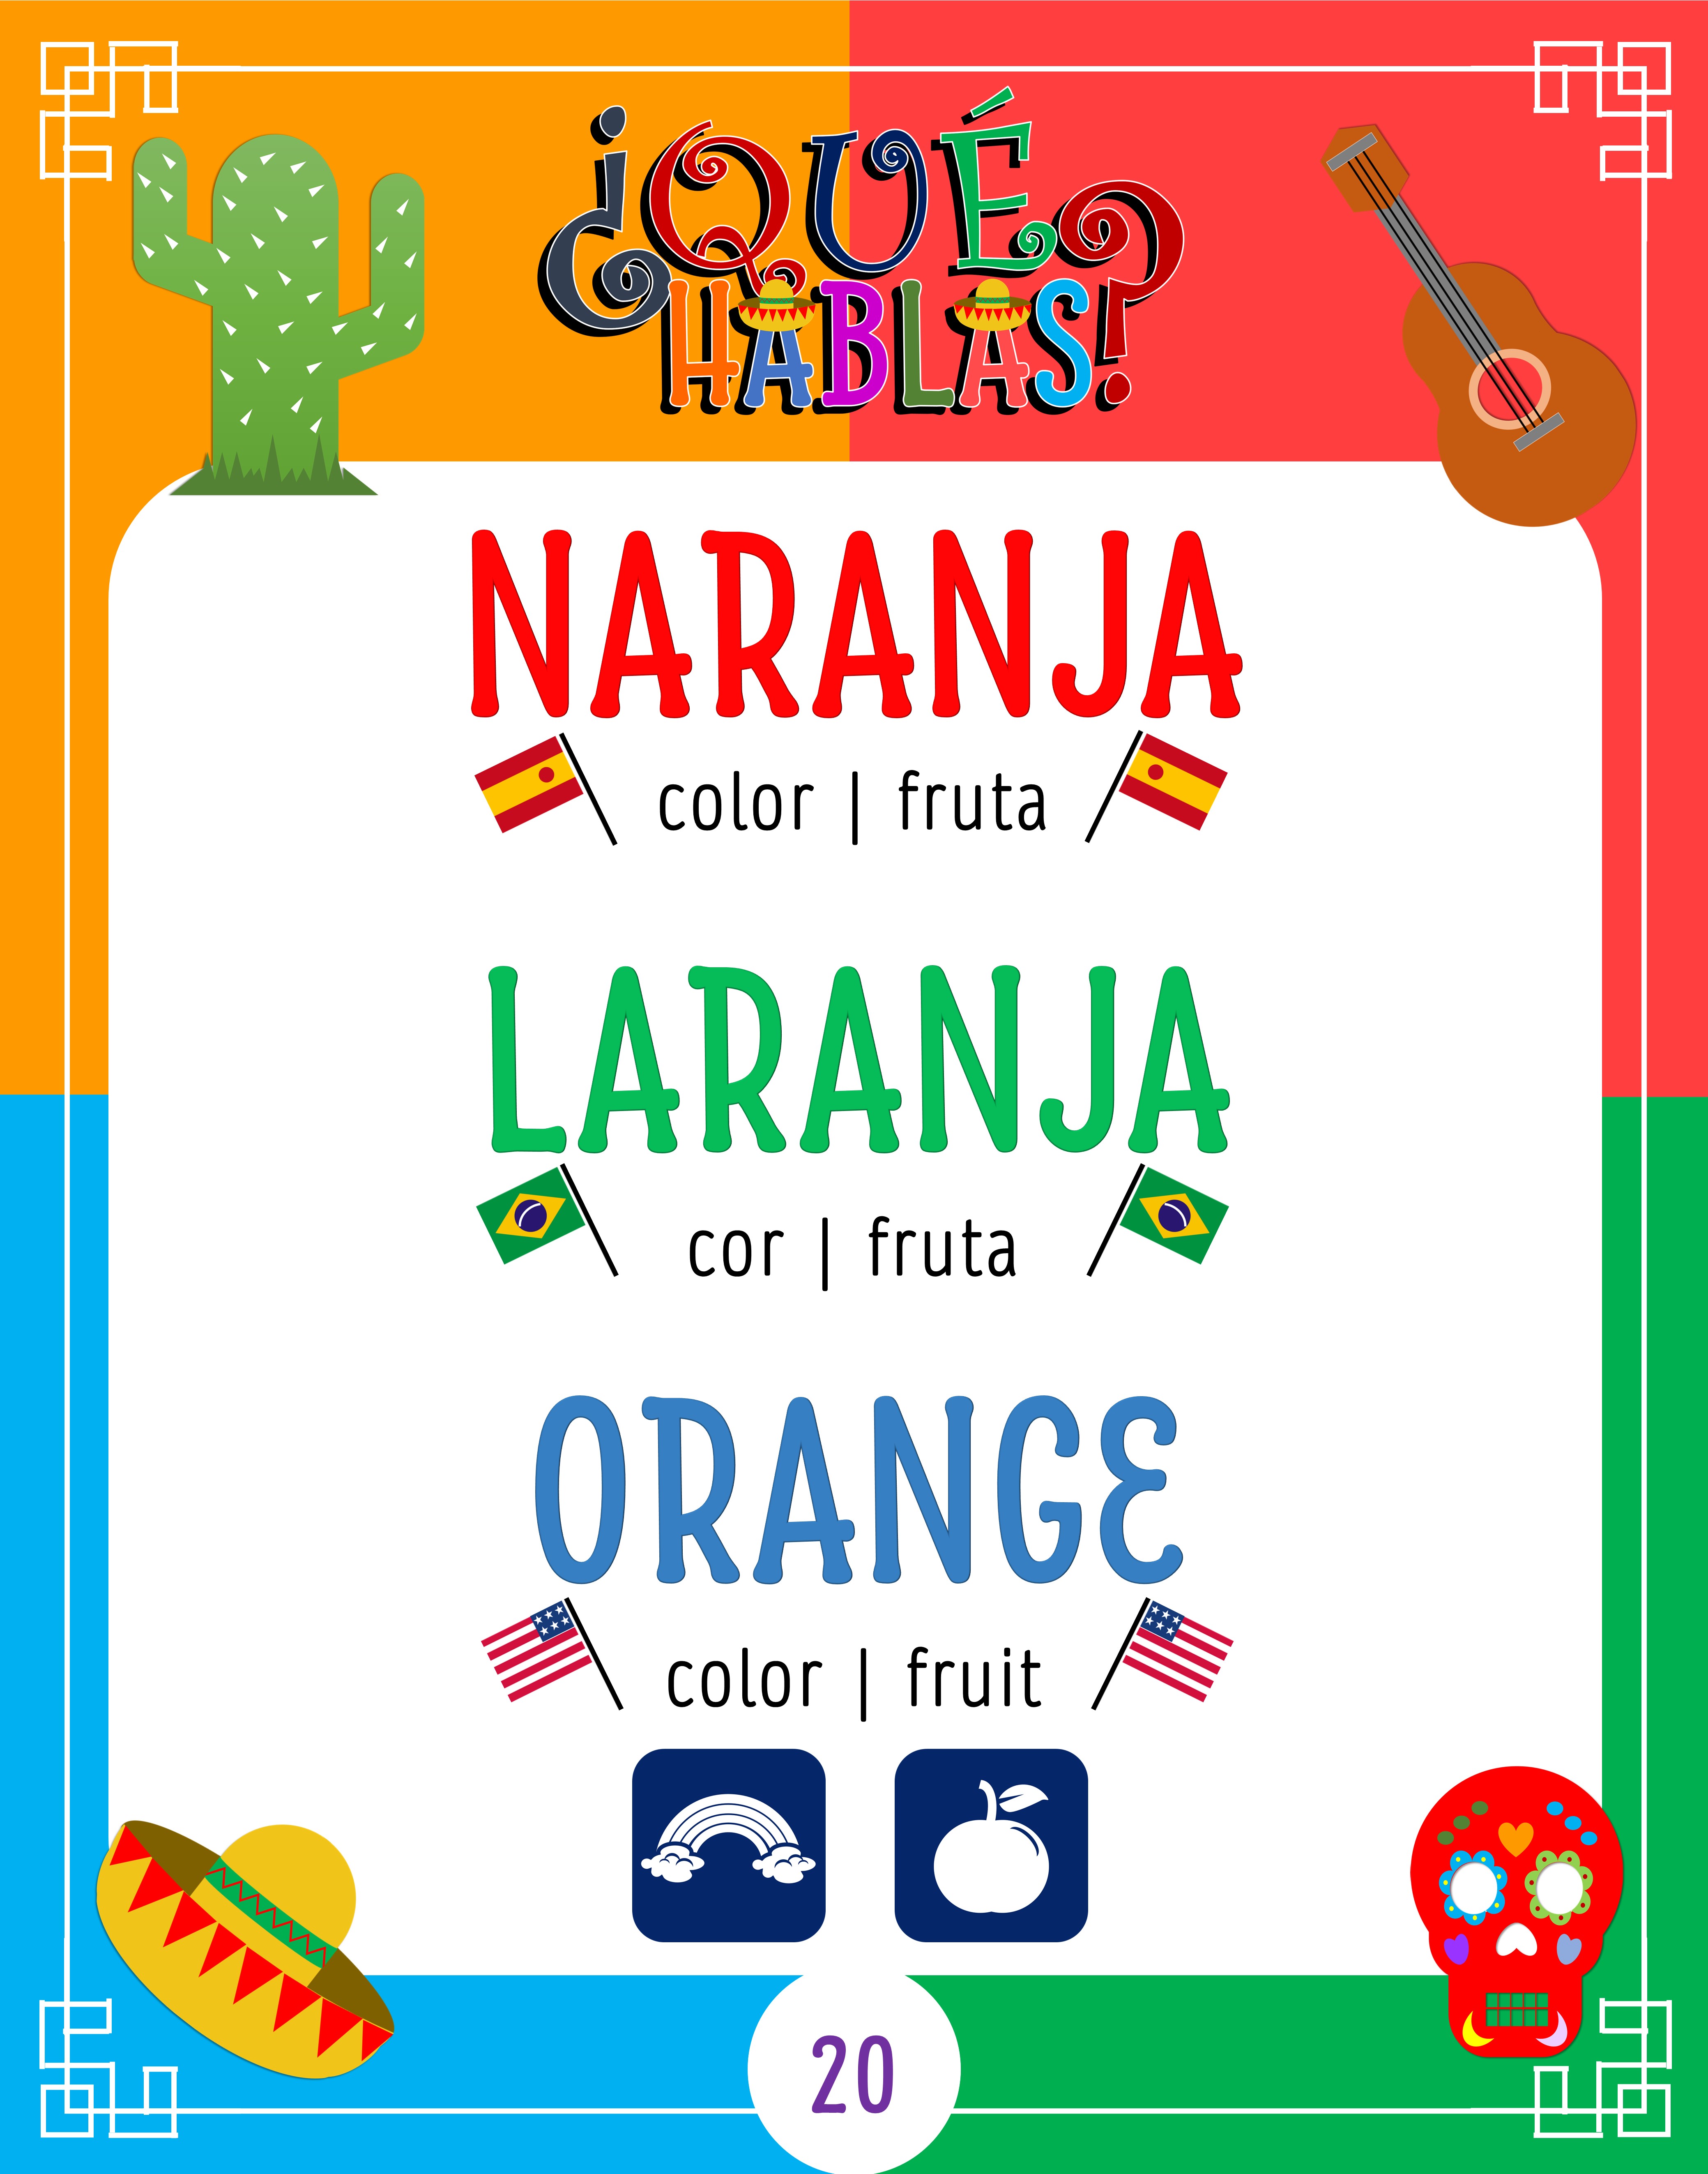 ¿QUÉ
HABLAS!
NARANJA
color | fruta
LARANJA
cor | fruta
ORANGE
color | fruit
20